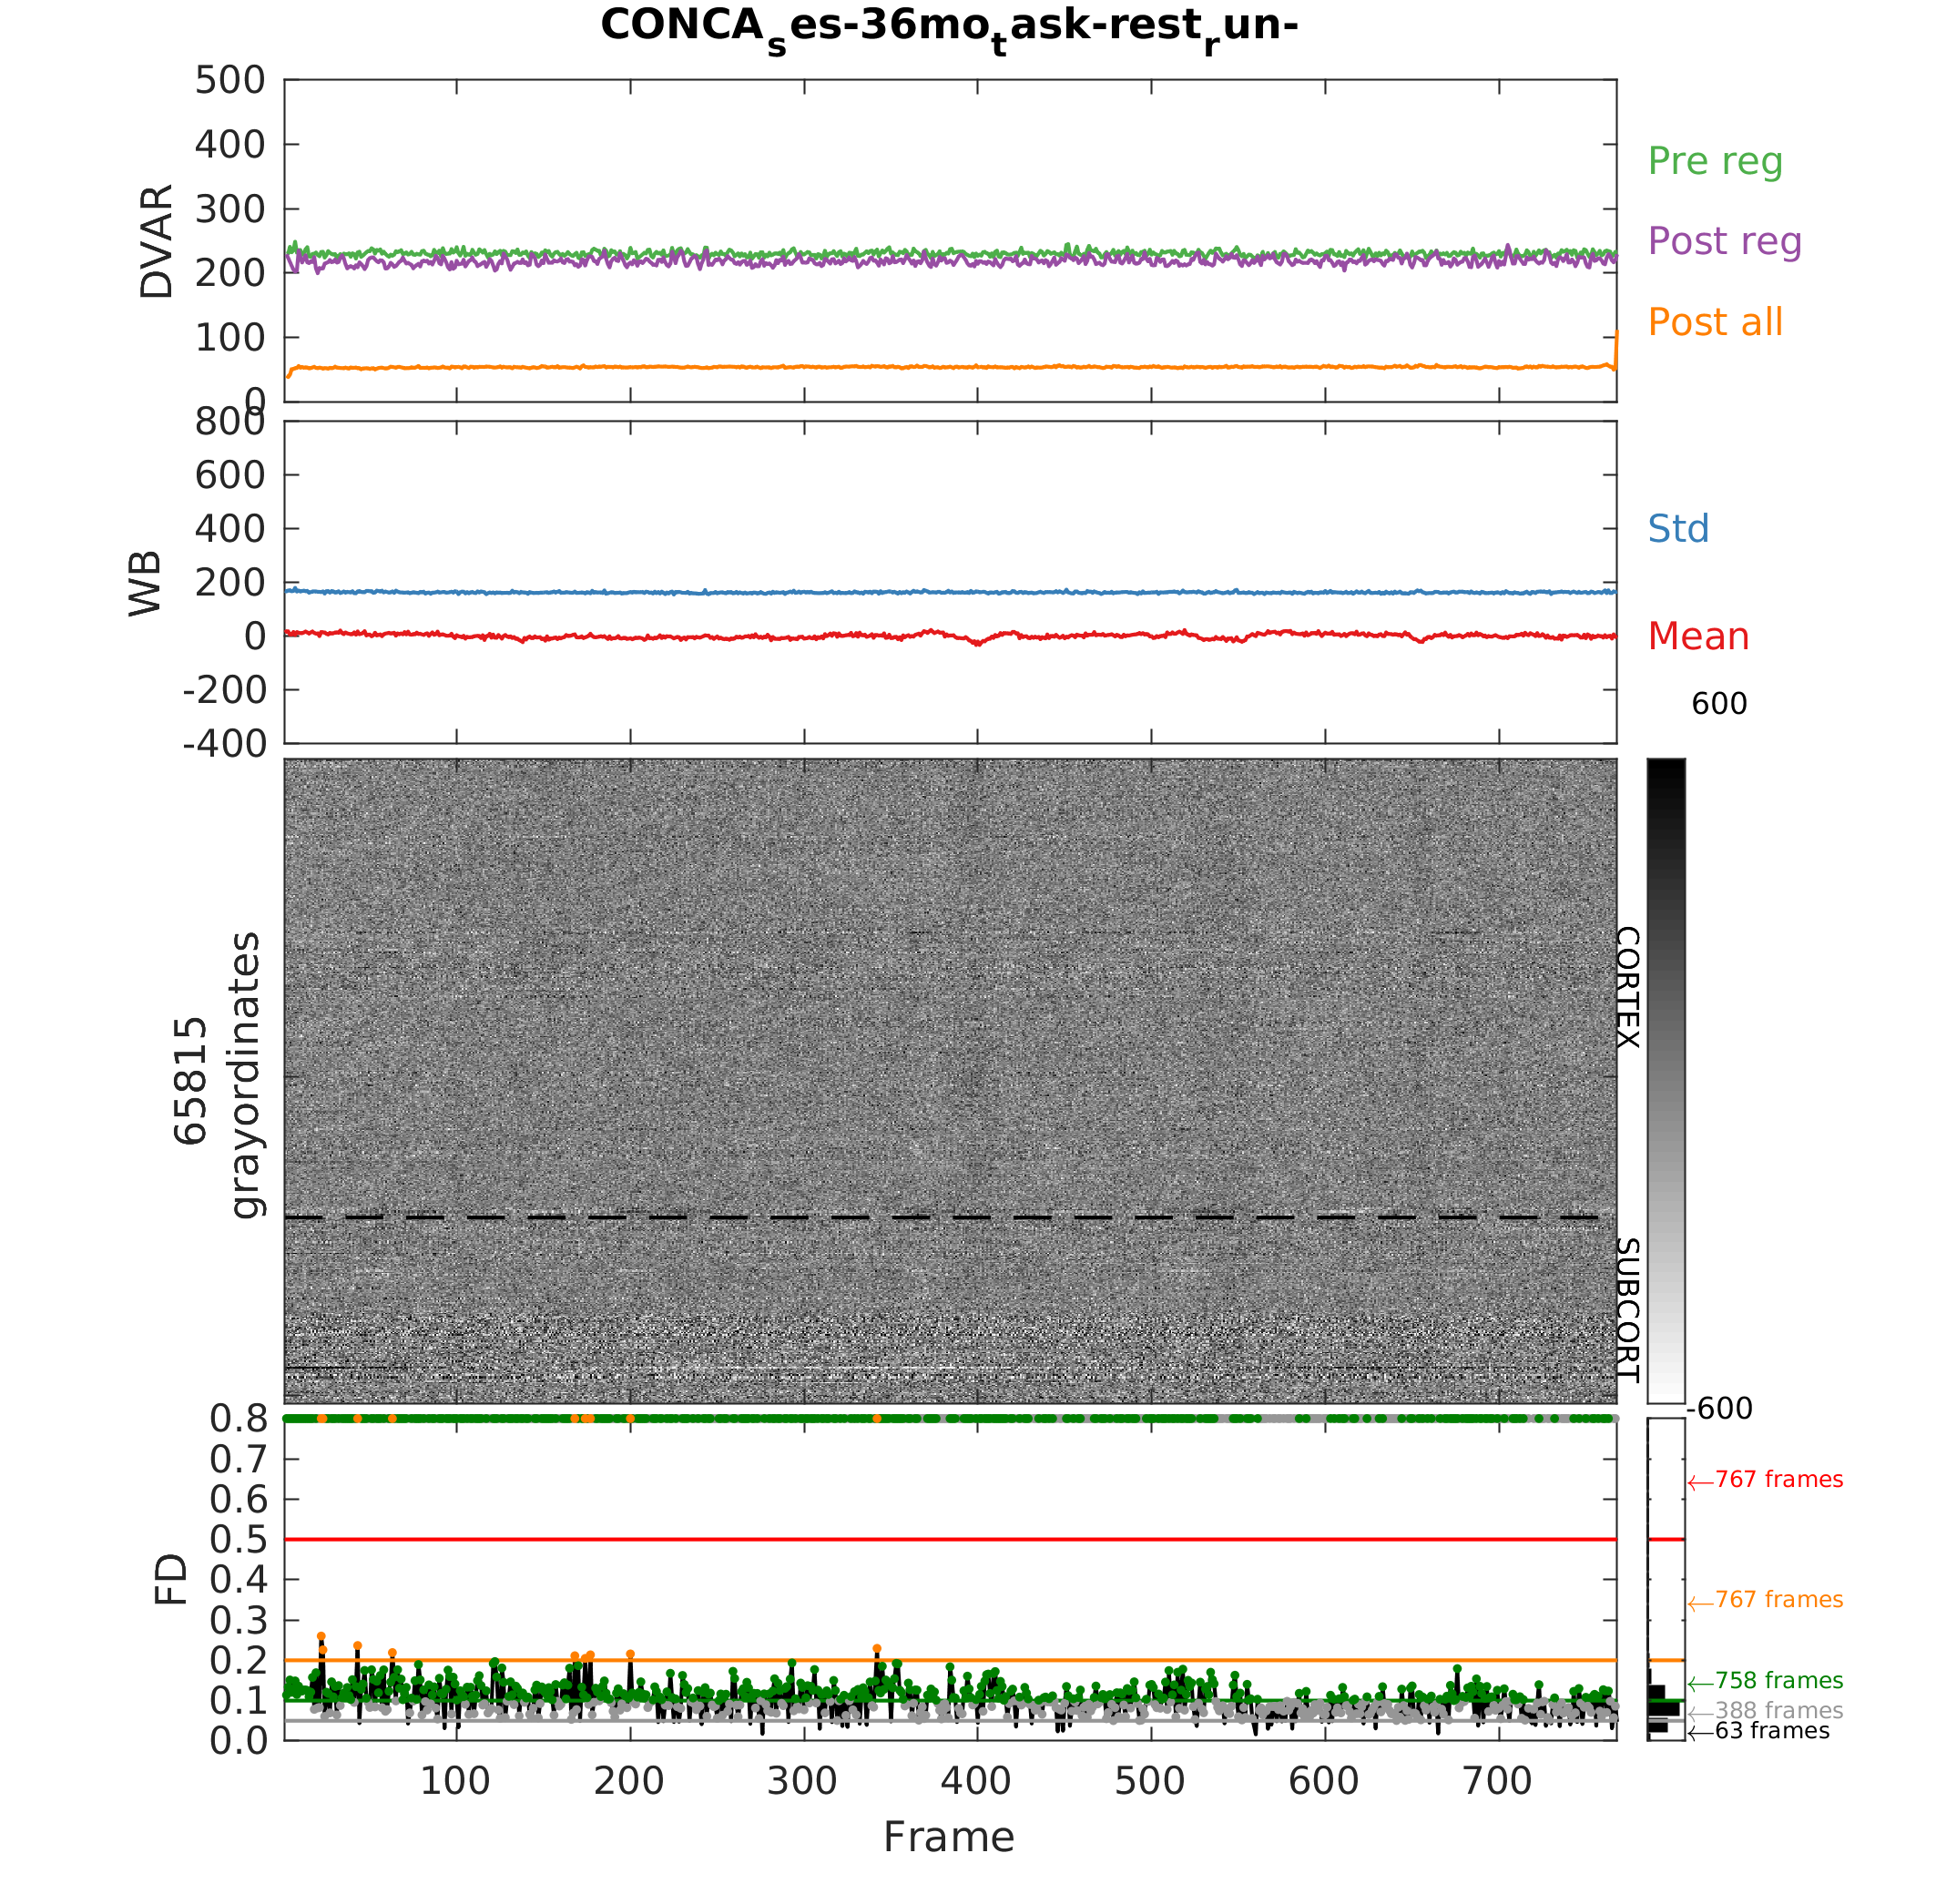 CONCAses-36motask-restrun-
500
400
300
200
100
0
DVAR
Pre reg
Post reg
Post all
800
600
400
200
0
-200
-400
WB
Std
Mean
600
65815
grayordinates
CORTEX
SUBCORT
-600
0.8
0.7
0.6
0.5
0.4
0.3
0.2
0.1
0.0
FD
←767 frames
←767 frames
←758 frames
←388 frames
←63 frames
100 200 300 400 500 600 700
Frame